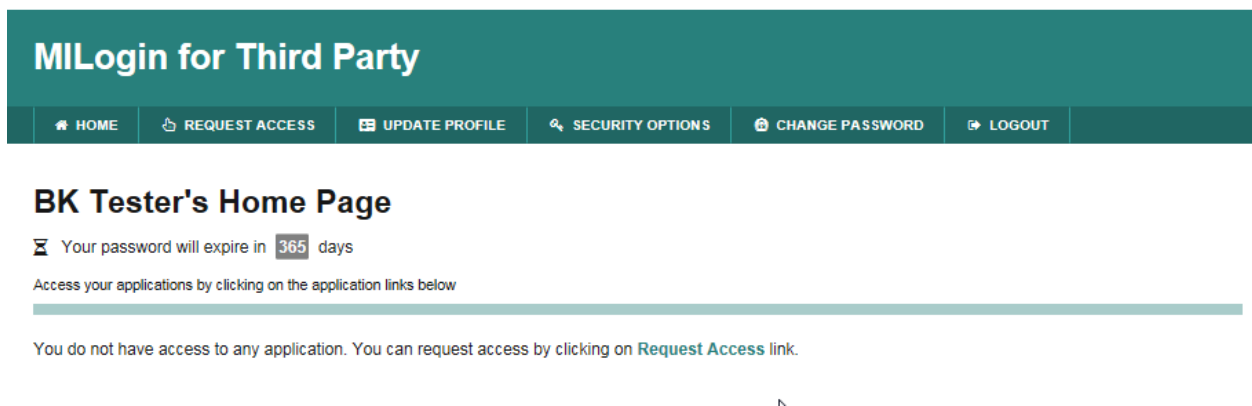 MILogin for Third Party
HOME REQUEST ACCESS UPDATE PROFILE SECURITY OPTIONS CHANGE PASSWORD LOGOUT
BK Tester's Home Page
Your password will expire in 365 days
Access your applications by clicking on the application links below
You do not have access to any application. You can request access by clicking on Request Access link.